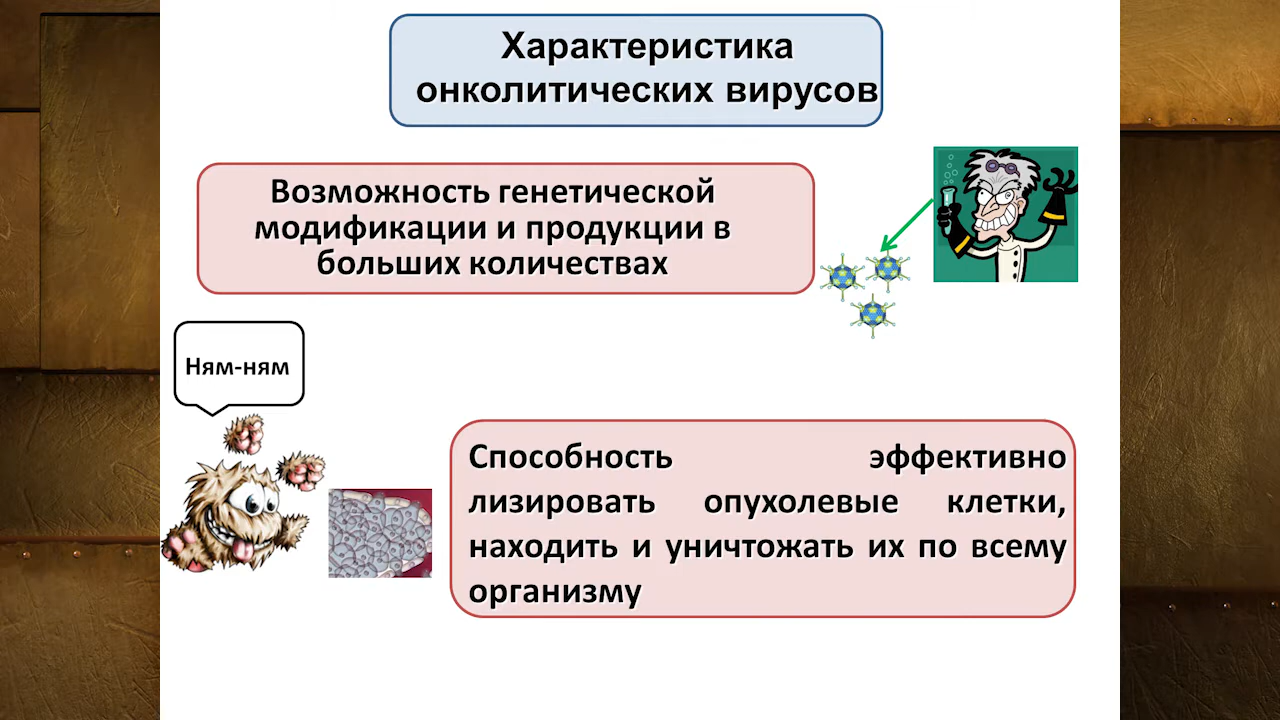 Характеристика
онколитических вирусов
Возможность генетической
модификации и продукции в
больших количествах
Ням-ням
Способность эффективно
лизировать опухолевые клетки,
находить и уничтожать их по всему
организму